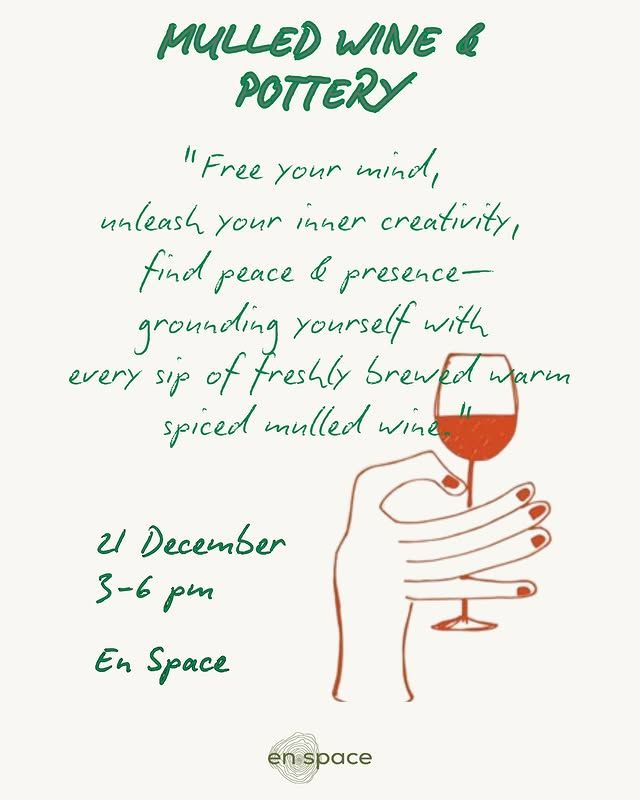 MULLED WINE &
POTTERY
"Free your mind,
unleash your inner creativity,
find peace & presence—
grounding yourself with
every sip of freshly brewed warm
spiced mulled wine."
21 December
3-6 pm
En Space
en space